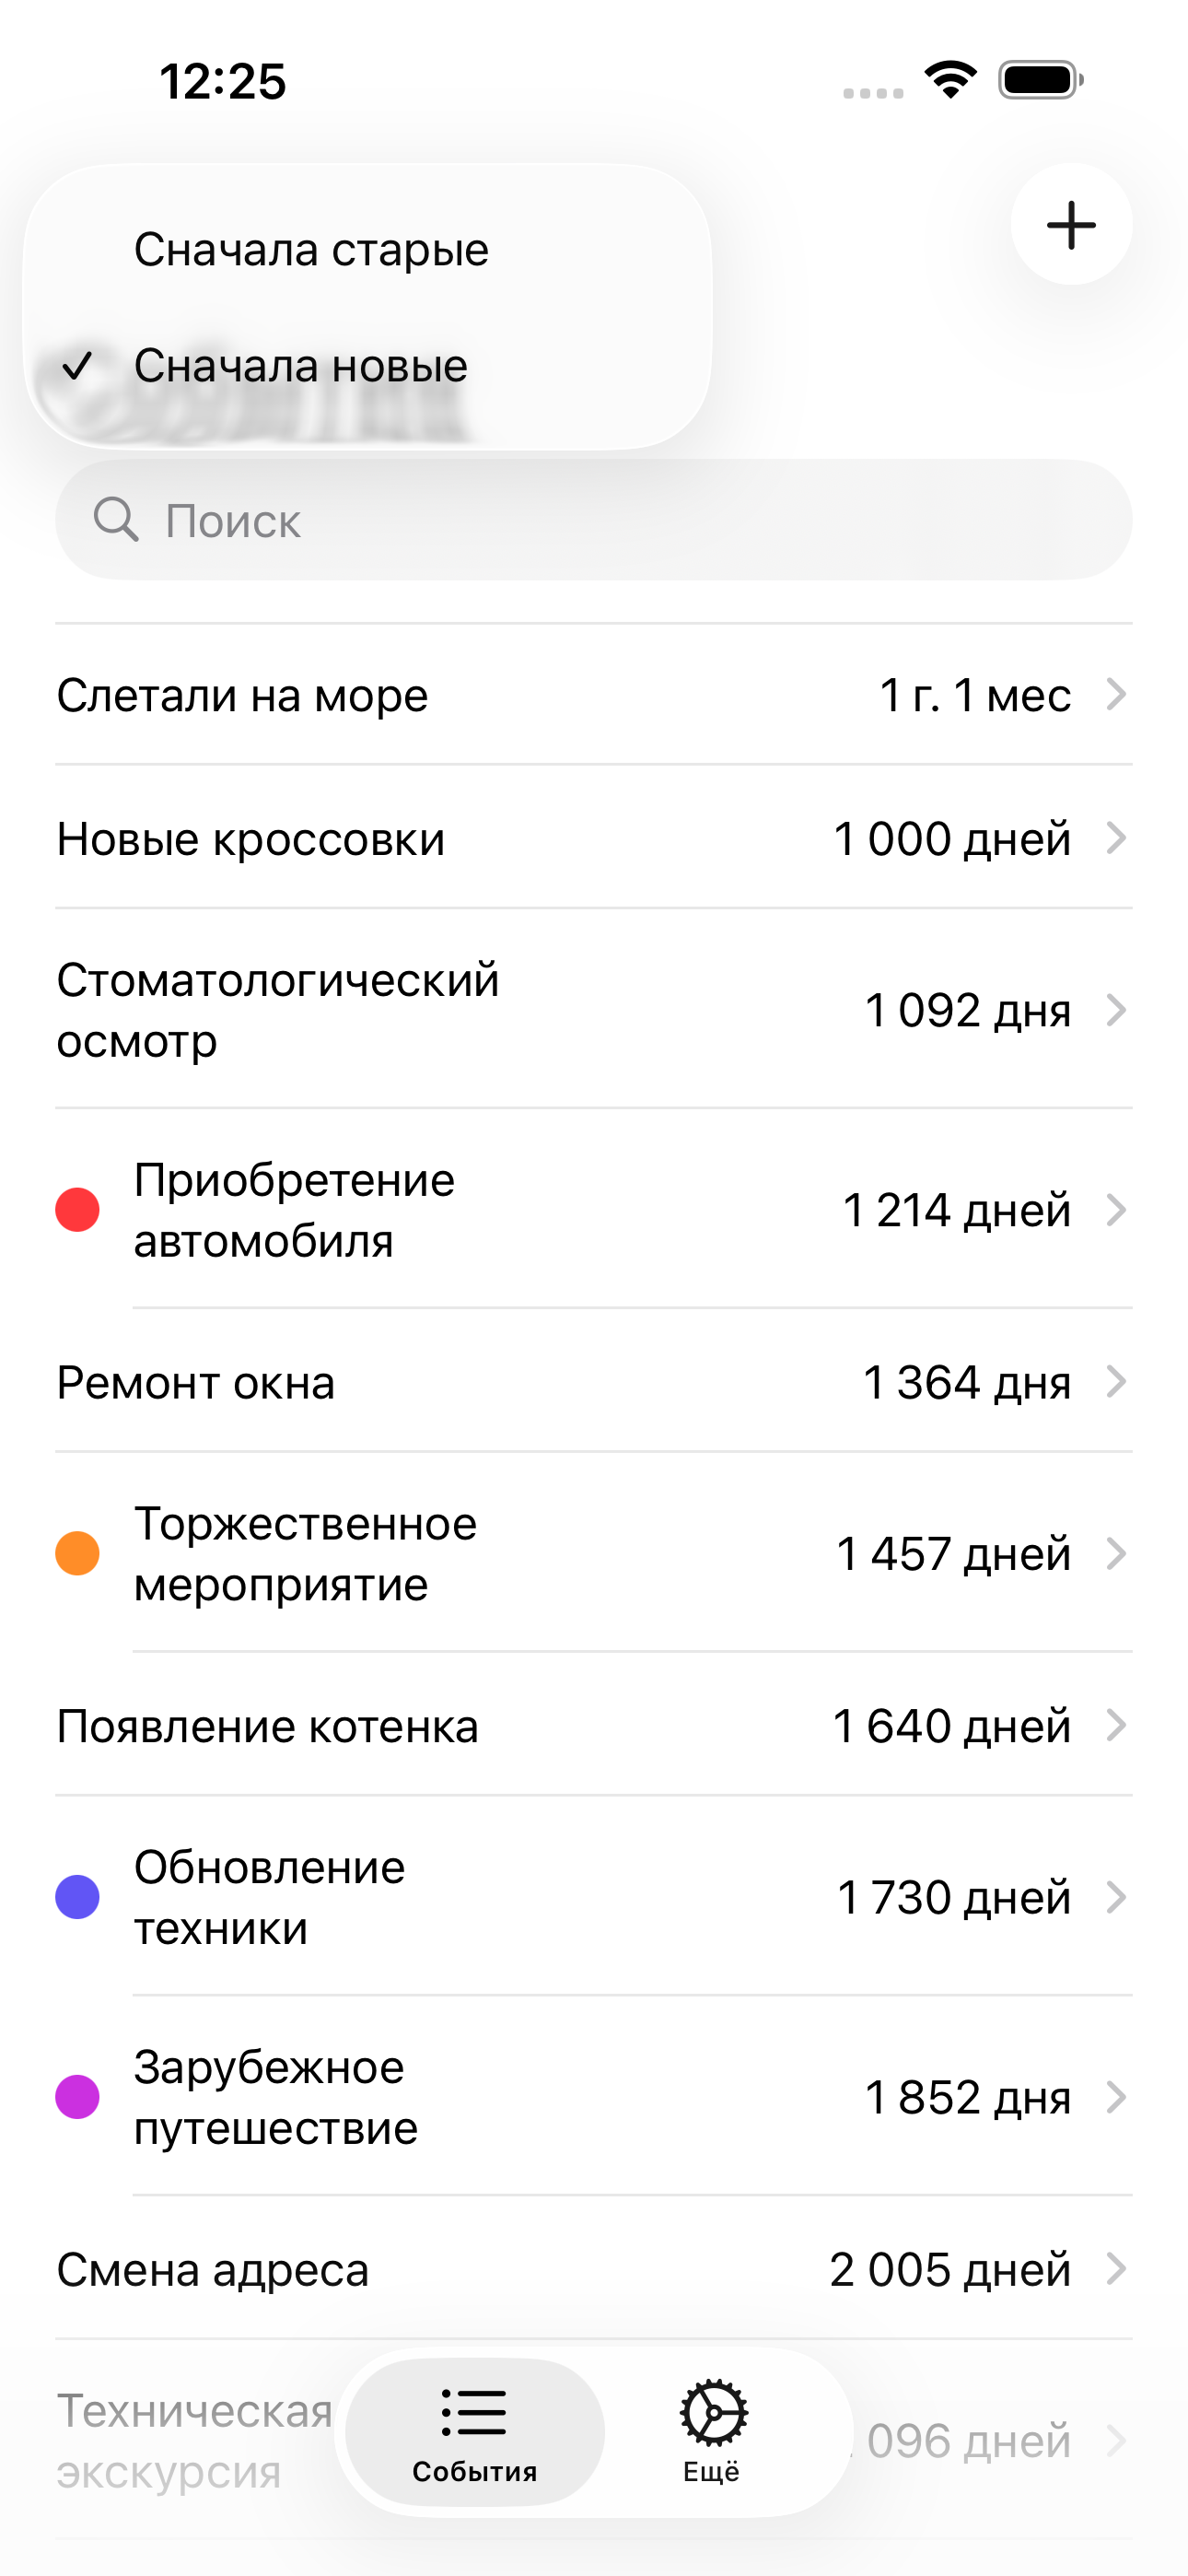 12:25
Сначала старые
Сначала новые
Поиск
Слетали на море 1 г. 1 мес
Новые кроссовки 1 000 дней
Стоматологический
осмотр
1 092 дня
Приобретение
автомобиля
1 214 дней
Ремонт окна 1 364 дня
Торжественное
мероприятие
1 457 дней
Появление котенка 1 640 дней
Обновление
техники
1 730 дней
Зарубежное
путешествие
1 852 дня
Смена адреса 2 005 дней
Техническая
экскурсия
096 дней
События
Ещё